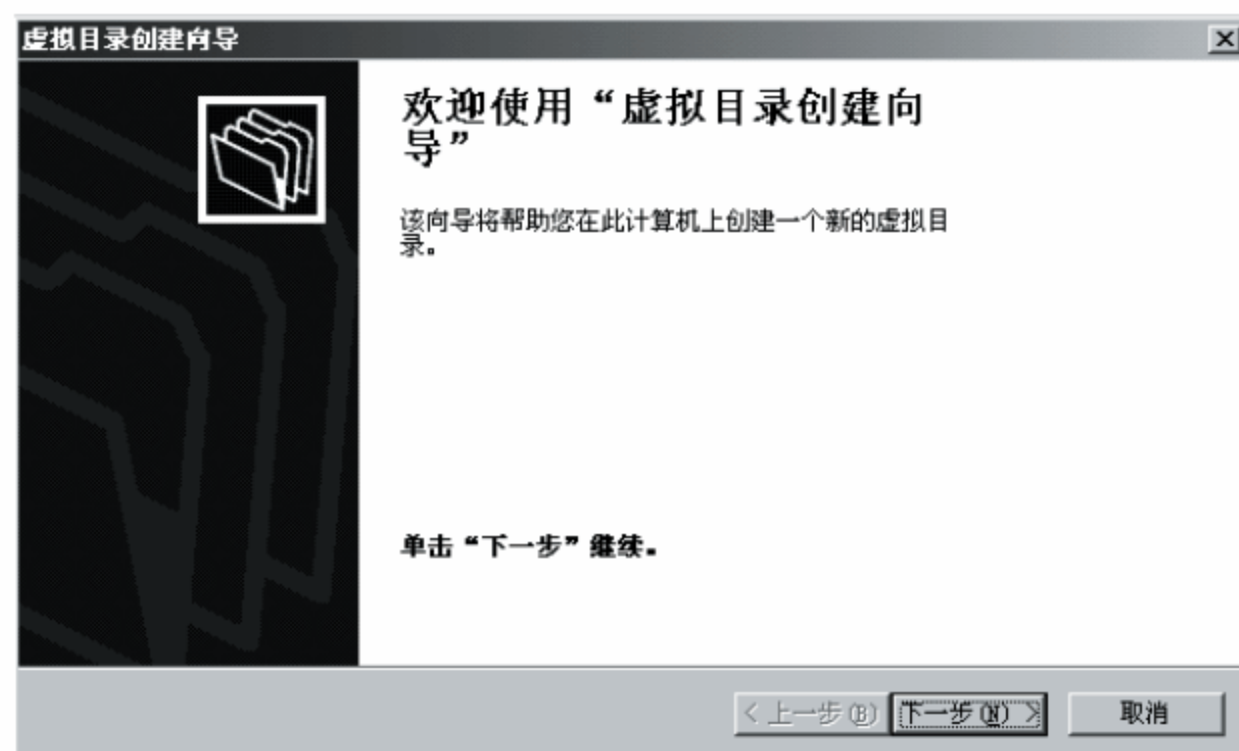 虚拟目录创建向导
欢迎使用“虚拟目录创建向
导”
该向导将帮助您在此计算机上创建一个新的虚拟目
录。
单击“下一步”继续。
< 上一步(B) 下一步(N) > 取消